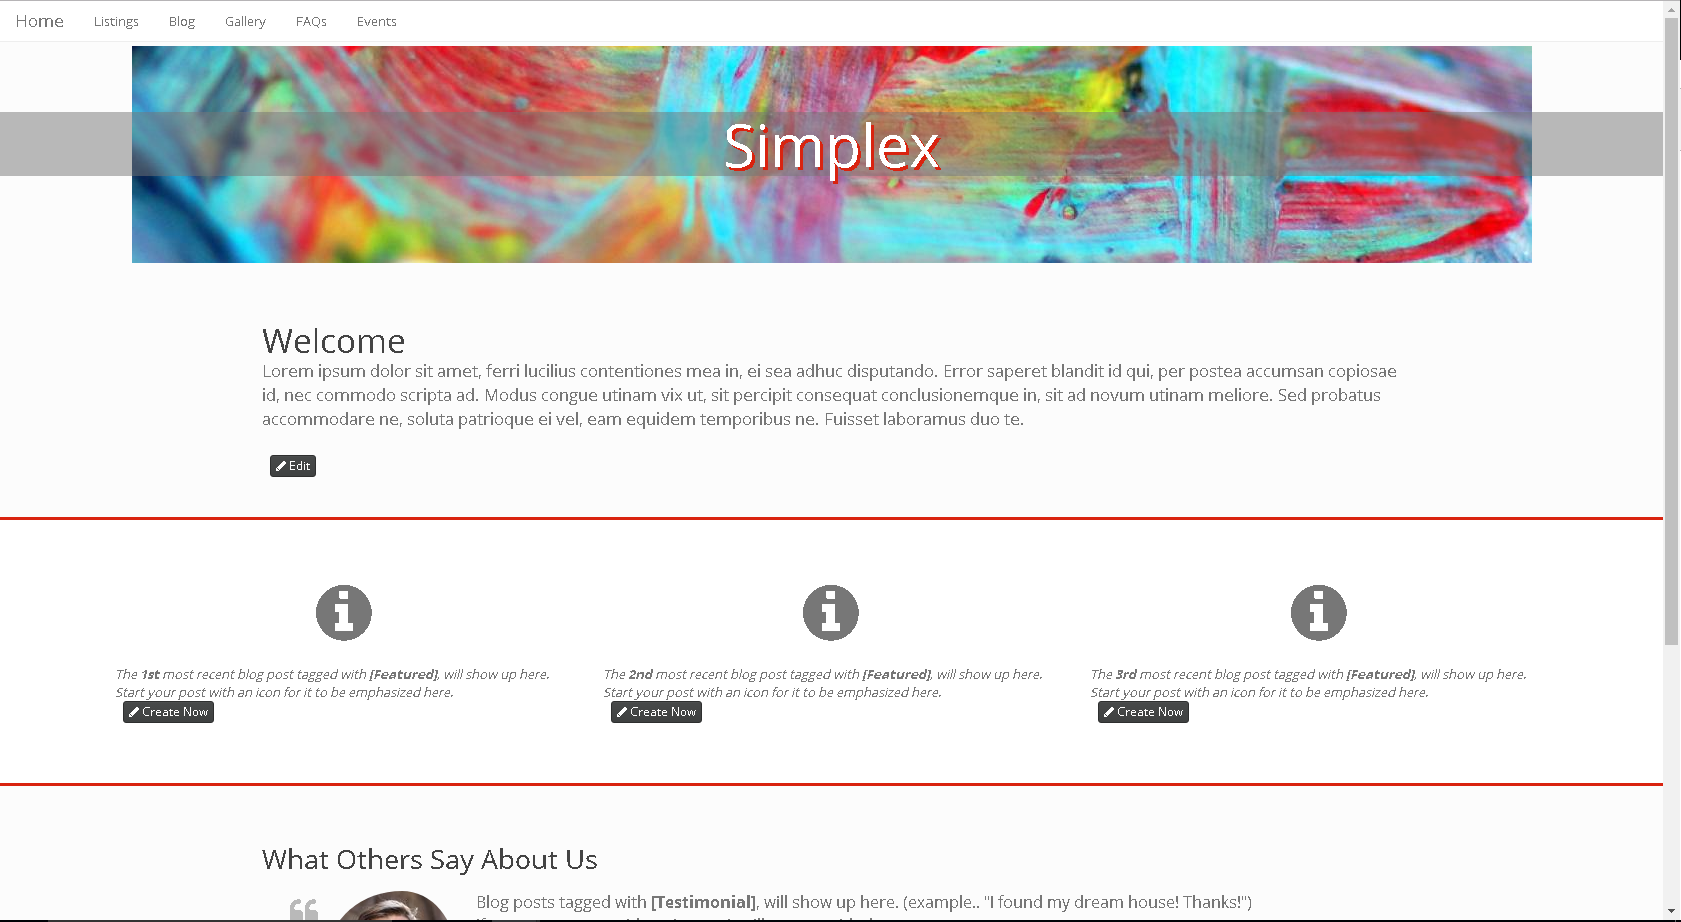 Home Listings Blog Gallery FAQs Events
Simplex
Welcome
Lorem ipsum dolor sit amet, ferri lucilius contentiones mea in, ei sea adhuc disputando. Error saperet blandit id qui, per postea accumsan copiosae
id, nec commodo scripta ad. Modus congue utinam vix ut, sit percipit consequat conclusionemque in, sit ad novum utinam meliore. Sed probatus
accommodare ne, soluta patrioque ei vel, eam equidem temporibus ne. Fuisset laboramus duo te.
Edit
The 1st most recent blog post tagged with [Featured], will show up here.
Start your post with an icon for it to be emphasized here.
Create Now
The 2nd most recent blog post tagged with [Featured], will show up here.
Start your post with an icon for it to be emphasized here.
Create Now
The 3rd most recent blog post tagged with [Featured], will show up here.
Start your post with an icon for it to be emphasized here.
Create Now
What Others Say About Us
Blog posts tagged with [Testimonial], will show up here. (example.. "I found my dream house! Thanks!")